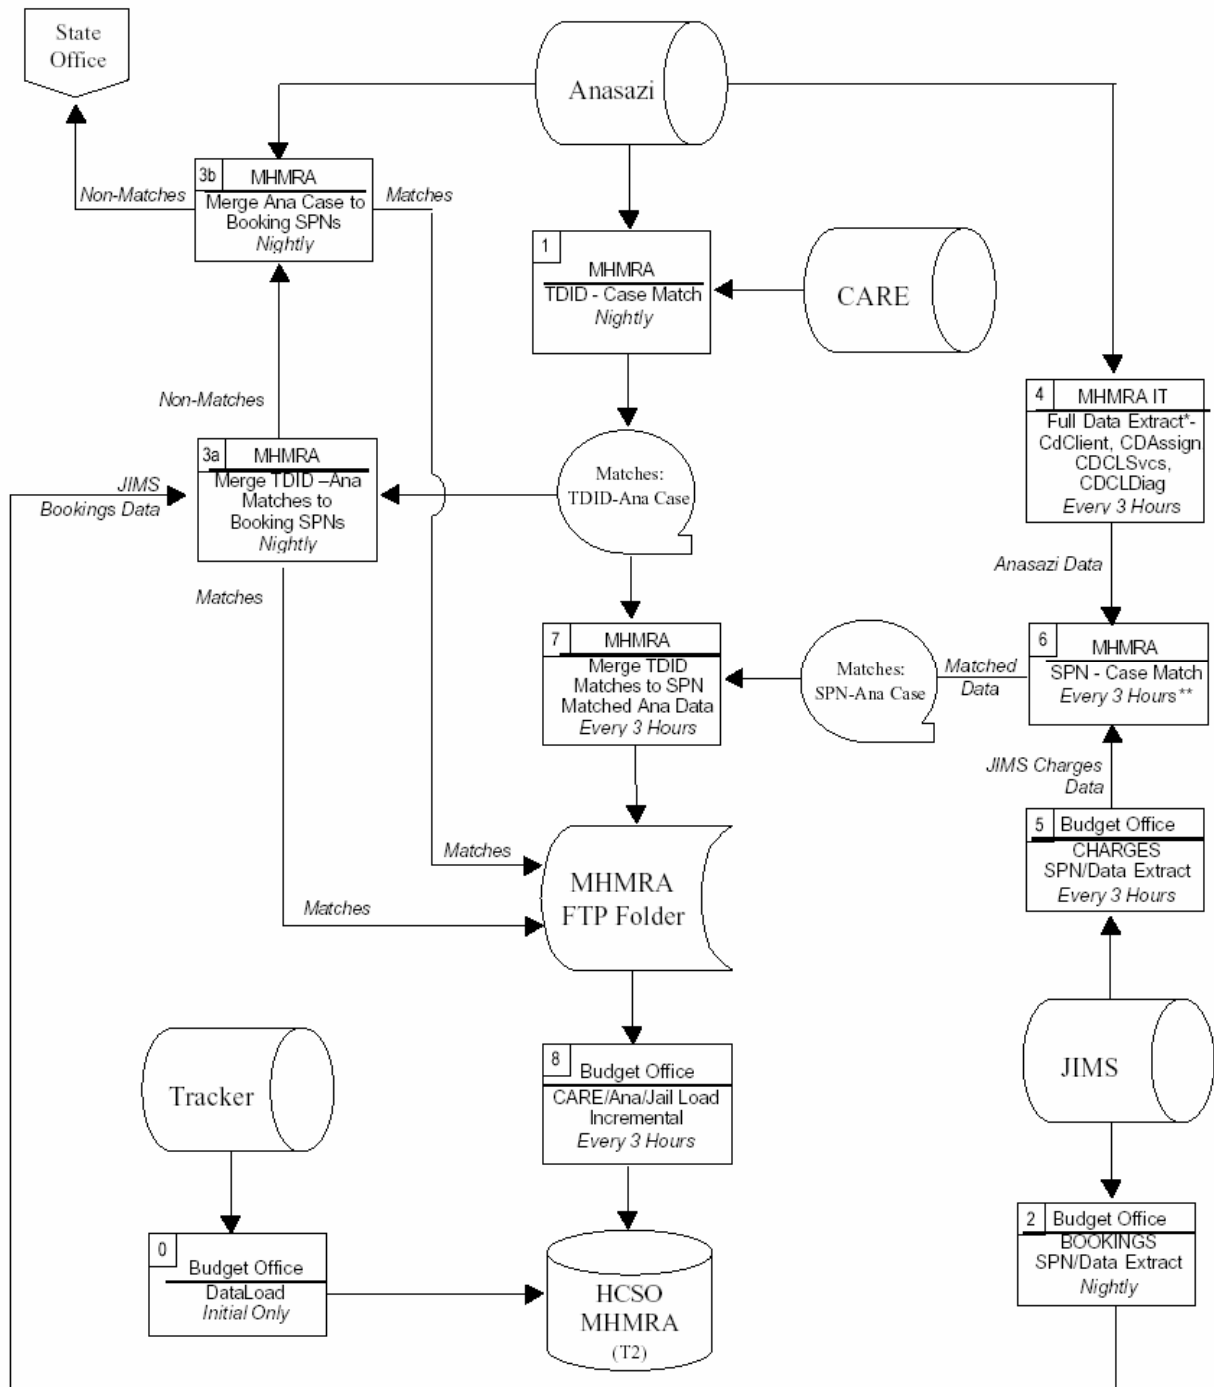 State
Office
Anasazi
3b
MHMRA
Merge Ana Case to
Booking SPNs
Nightly
Non-Matches
Matches
1
MHMRA
TDID - Case Match
Nightly
CARE
Non-Matches
4
MHMRA IT
Full Data Extract*-
CdClient, CDAssign
CDCLSvcs,
CDCLDiag
Every 3 Hours
3a
MHMRA
Merge TDID –Ana
Matches to
Booking SPNs
Nightly
JIMS
Bookings Data
Matches:
TDID-Ana Case
Anasazi Data
Matches
7
MHMRA
Merge TDID
Matches to SPN
Matched Ana Data
Every 3 Hours
Matches:
SPN-Ana Case
Matched
Data
6
MHMRA
SPN - Case Match
Every 3 Hours**
JIMS Charges
Data
5
Budget Office
CHARGES
SPN/Data Extract
Every 3 Hours
Matches
Matches
MHMRA
FTP Folder
Tracker
8
Budget Office
CARE/Ana/Jail Load
Incremental
Every 3 Hours
JIMS
0
Budget Office
DataLoad
Initial Only
HCSO
MHMRA
(T2)
2
Budget Office
BOOKINGS
SPN/Data Extract
Nightly